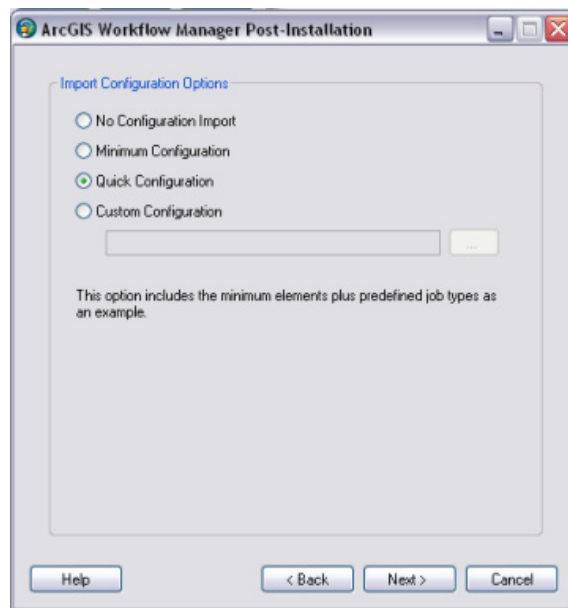 ArcGIS Workflow Manager Post-Installation
Import Configuration Options
No Configuration Import
Minimum Configuration
Quick Configuration
Custom Configuration
...
This option includes the minimum elements plus predefined job types as
an example.
Help
< Back
Next >
Cancel